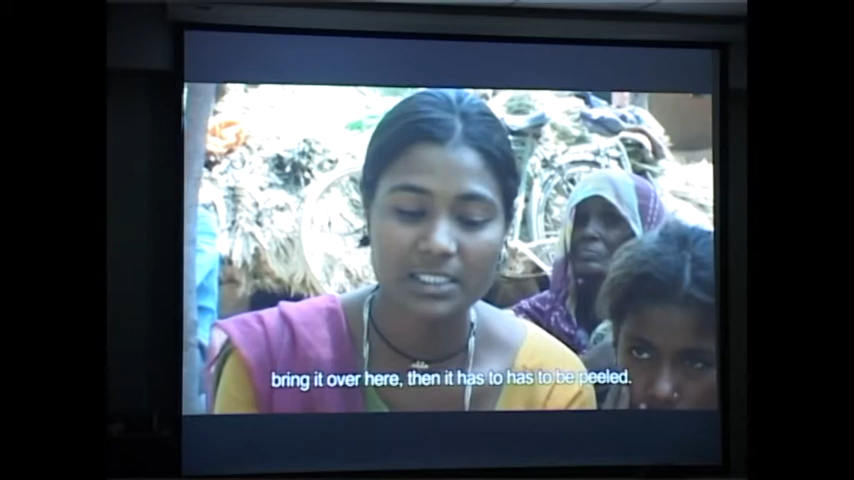 bring it over here, then it has to has to be peeled.